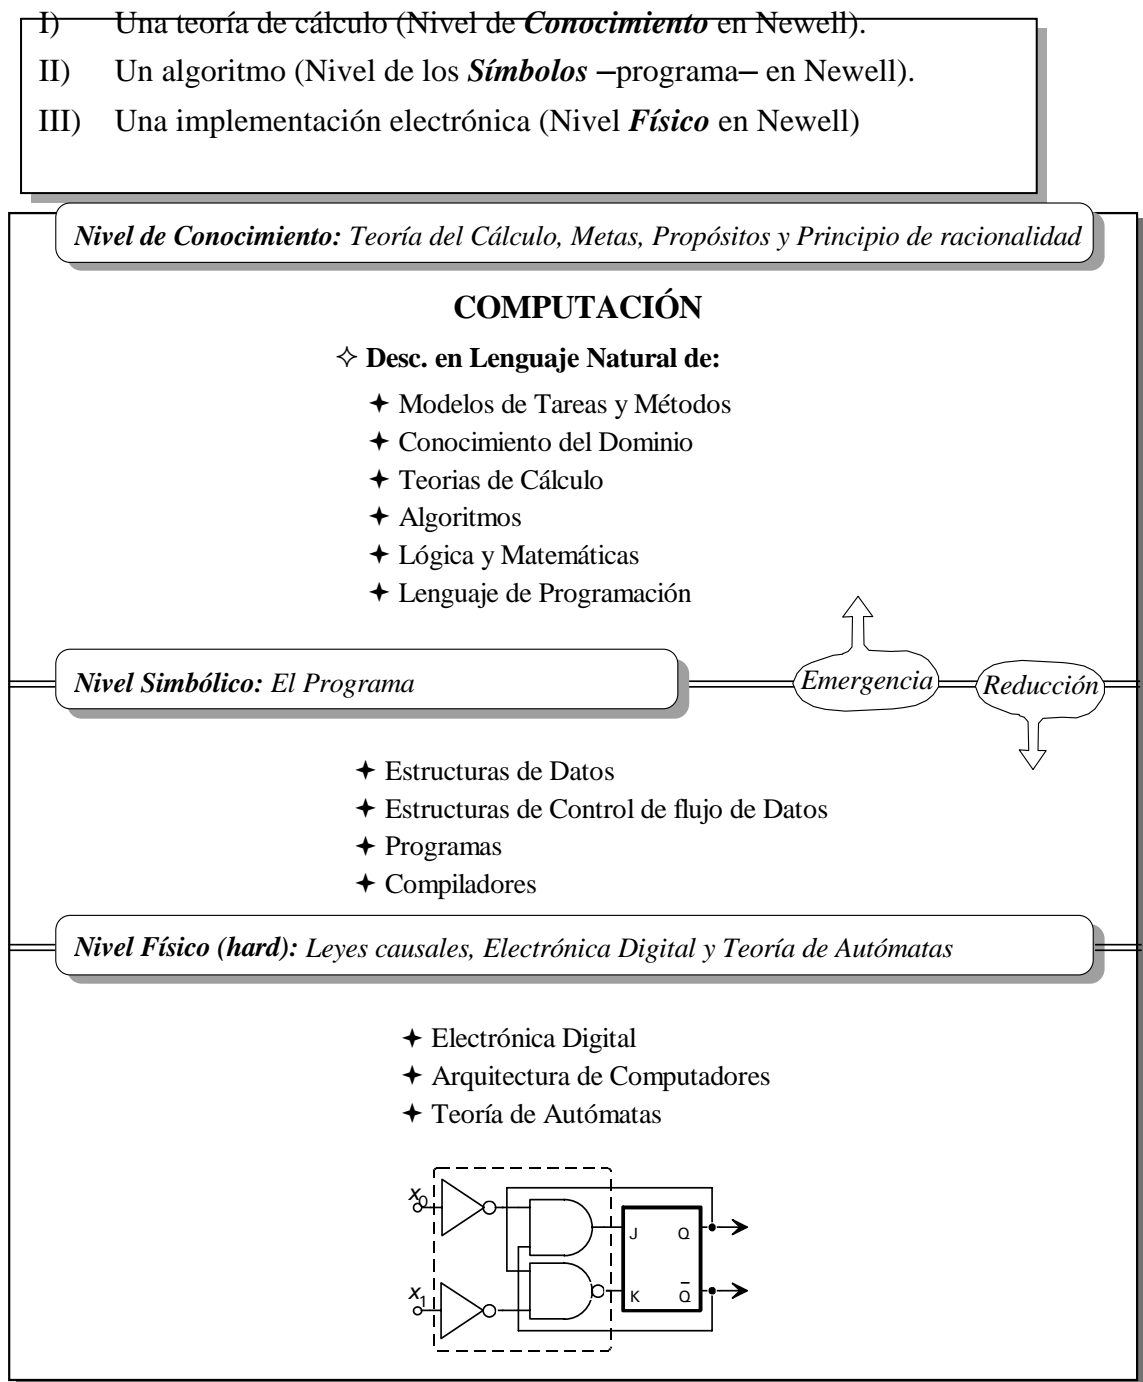 I) Una teoría de cálculo (Nivel de Conocimiento en Newell).
II) Un algoritmo (Nivel de los Símbolos –programa– en Newell).
III) Una implementación electrónica (Nivel Físico en Newell)
Nivel de Conocimiento: Teoría del Cálculo, Metas, Propósitos y Principio de racionalidad
COMPUTACIÓN
✧ Desc. en Lenguaje Natural de:
✦ Modelos de Tareas y Métodos
✦ Conocimiento del Dominio
✦ Teorias de Cálculo
✦ Algoritmos
✦ Lógica y Matemáticas
✦ Lenguaje de Programación
Nivel Simbólico: El Programa
Emergencia
Reducción
✦ Estructuras de Datos
✦ Estructuras de Control de flujo de Datos
✦ Programas
✦ Compiladores
Nivel Físico (hard): Leyes causales, Electrónica Digital y Teoría de Autómatas
✦ Electrónica Digital
✦ Arquitectura de Computadores
✦ Teoría de Autómatas
x₀
J Q
x₁
K Q̅